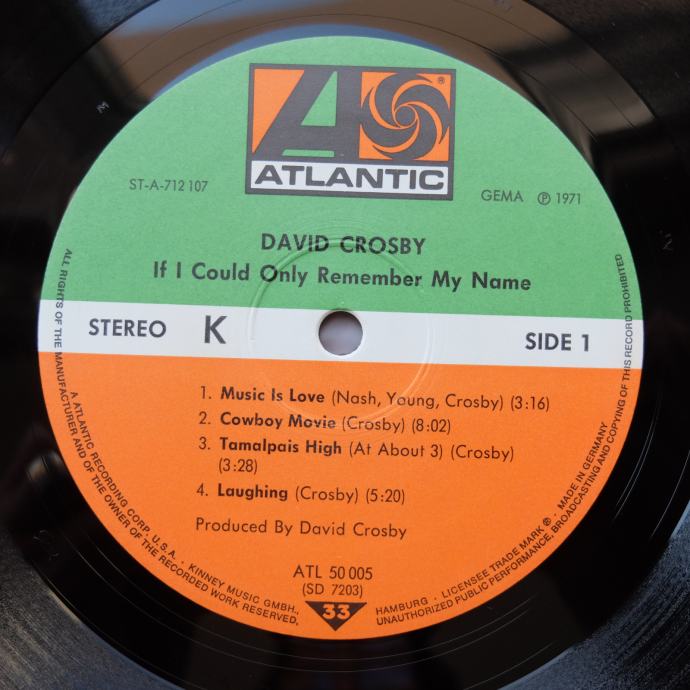 ®
ATLANTIC
ST-A-712 107
GEMA ℗ 1971
DAVID CROSBY
If I Could Only Remember My Name
STEREO K SIDE 1
1. Music Is Love (Nash, Young, Crosby) (3:16)
2. Cowboy Movie (Crosby) (8:02)
3. Tamalpais High (At About 3) (Crosby)
(3:28)
4. Laughing (Crosby) (5:20)
Produced By David Crosby
ATL 50 005
(SD 7203)
33
ALL RIGHTS OF THE MANUFACTURER AND OF THE OWNER OF THE RECORDED WORK RESERVED.
A ATLANTIC RECORDING CORP. U.S.A. · KINNEY MUSIC GMBH.,
HAMBURG · LICENSEE TRADE MARK ® · MADE IN GERMANY
UNAUTHORIZED PUBLIC PERFORMANCE, BROADCASTING AND COPYING OF THIS RECORD PROHIBITED